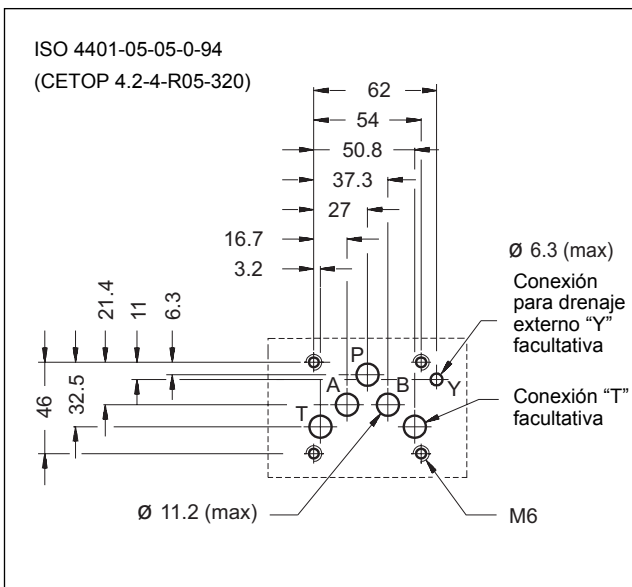 ISO 4401-05-05-0-94
(CETOP 4.2-4-R05-320)
62
54
50.8
37.3
27
16.7
3.2
Ø 6.3 (max)
Conexión
para drenaje
externo “Y”
facultativa
21.4
11
6.3
P
A
B
Y
T
46
32.5
Conexión “T”
facultativa
Ø 11.2 (max)
M6